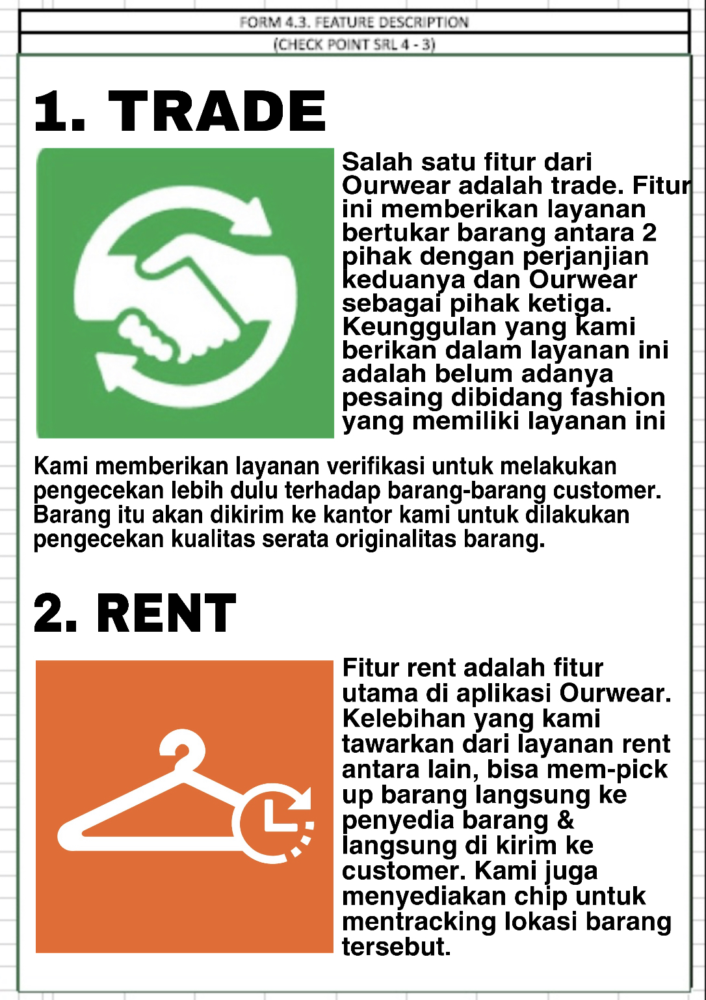 FORM 4.3. FEATURE DESCRIPTION
(CHECK POINT SRL 4 - 3)
1. TRADE
Salah satu fitur dari
Ourwear adalah trade. Fitur
ini memberikan layanan
bertukar barang antara 2
pihak dengan perjanjian
keduanya dan Ourwear
sebagai pihak ketiga.
Keunggulan yang kami
berikan dalam layanan ini
adalah belum adanya
pesaing dibidang fashion
yang memiliki layanan ini
Kami memberikan layanan verifikasi untuk melakukan
pengecekan lebih dulu terhadap barang-barang customer.
Barang itu akan dikirim ke kantor kami untuk dilakukan
pengecekan kualitas serata originalitas barang.
2. RENT
Fitur rent adalah fitur
utama di aplikasi Ourwear.
Kelebihan yang kami
tawarkan dari layanan rent
antara lain, bisa mem-pick
up barang langsung ke
penyedia barang &
langsung di kirim ke
customer. Kami juga
menyediakan chip untuk
mentracking lokasi barang
tersebut.